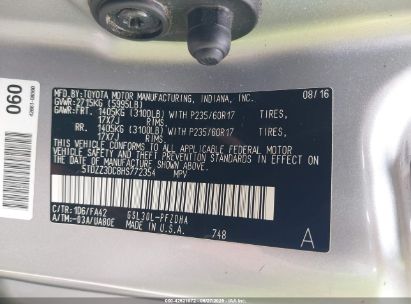 MFD. BY:TOYOTA MOTOR MANUFACTURING, INDIANA, INC. 08/16
GVWR: 2715KG (5995LB)
GAWR: FRT. 1405KG (3100LB) WITH P235/60R17 TIRES,
17X7J RIMS,
RR. 1405KG (3100LB) WITH P235/60R17 TIRES,
17X7J RIMS,
THIS VEHICLE CONFORMS TO ALL APPLICABLE FEDERAL
MOTOR VEHICLE SAFETY, BUMPER, AND THEFT PREVENTION
STANDARDS IN EFFECT ON THE DATE OF MANUFACTURE
SHOWN ABOVE.
5TDZZ3DC8HS772354 MPV
C/TR: 1D6/FA42 GSL30L-PFZDHA
A/TM: -03A/UA80E MADE IN U.S.A. 748
A
060